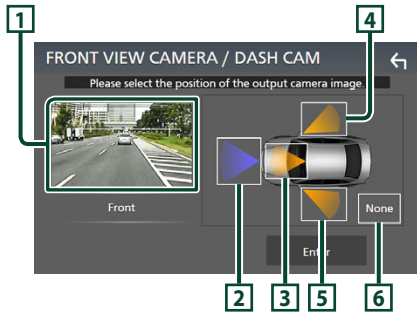 1
4
FRONT VIEW CAMERA / DASH CAM
Please select the position of the output camera image.
Front
None
Enter
2
3
5
6